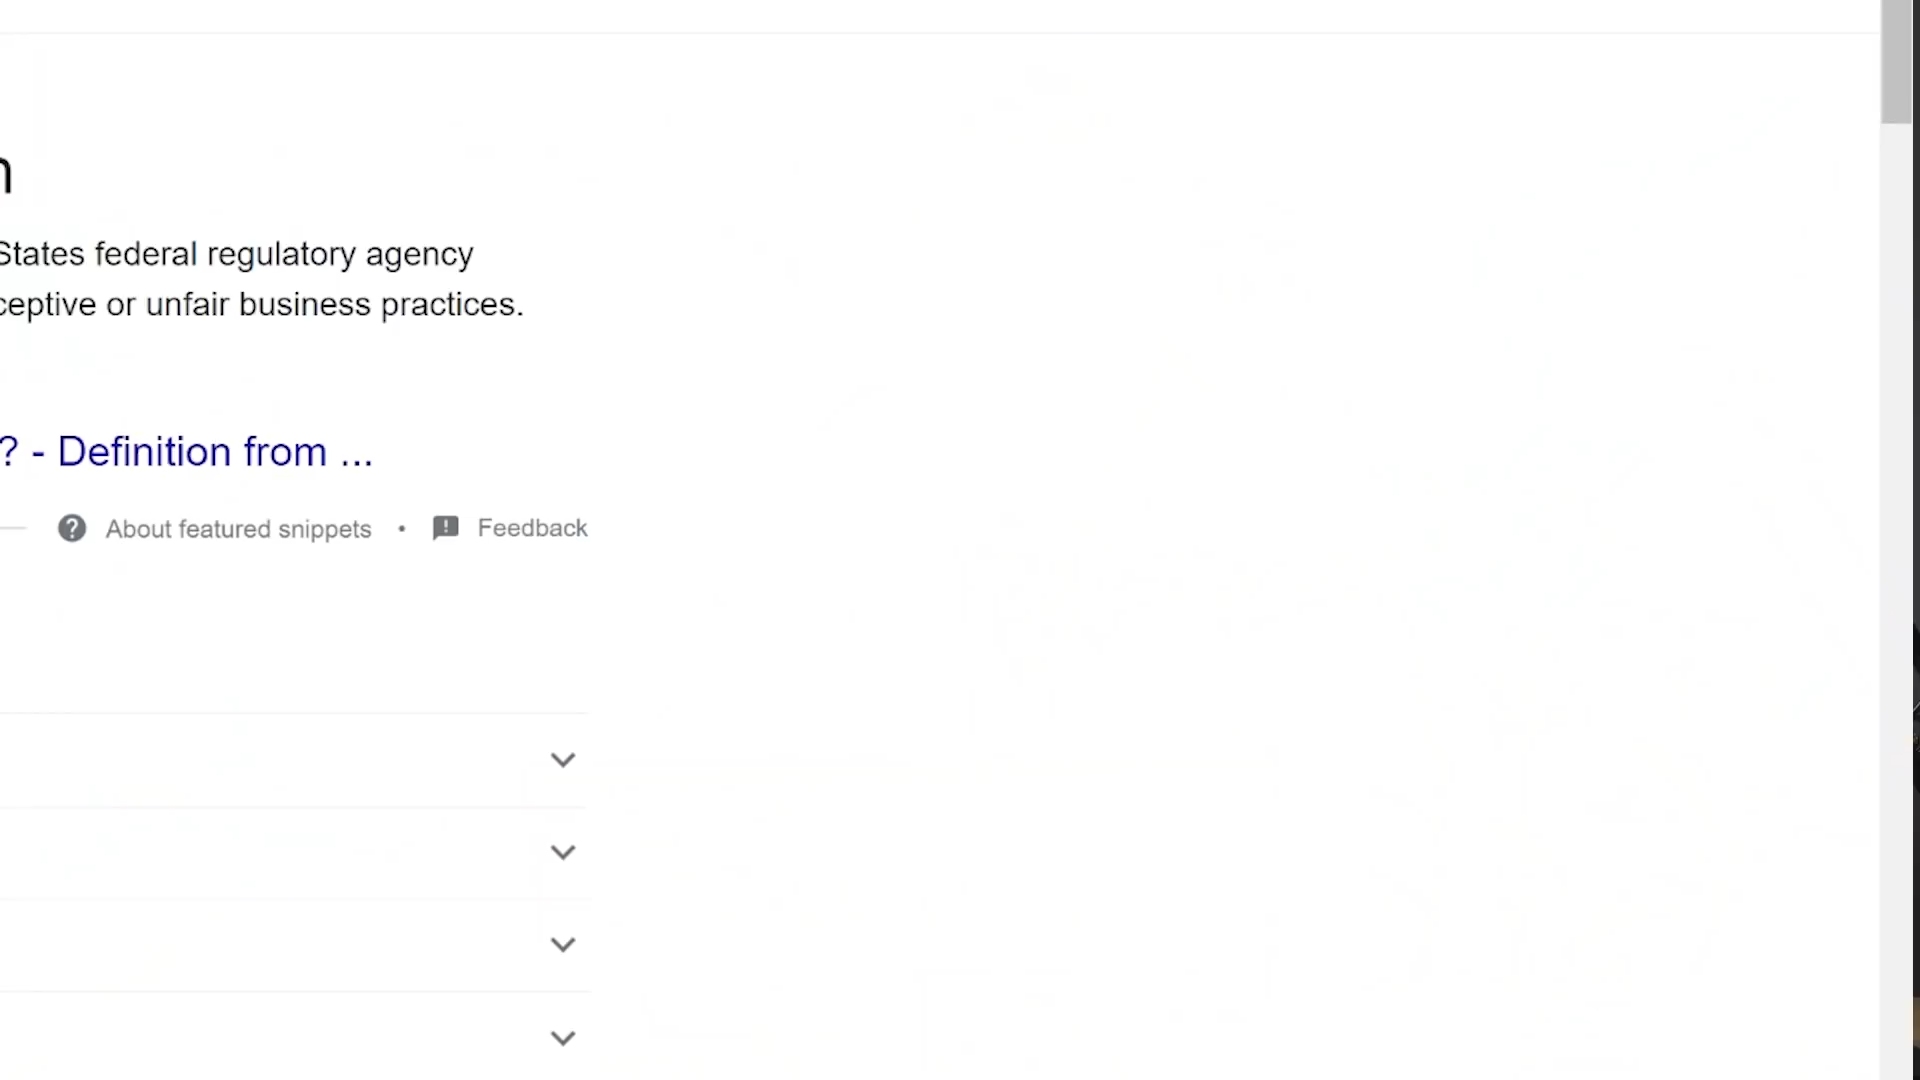 n
States federal regulatory agency
ceptive or unfair business practices.
? - Definition from ...
About featured snippets • Feedback